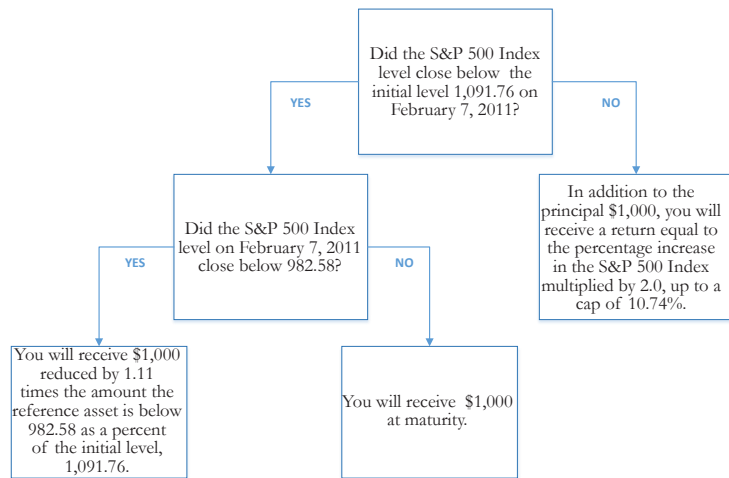 Did the S&P 500 Index
level close below the
initial level 1,091.76 on
February 7, 2011?
YES
NO
Did the S&P 500 Index
level on February 7, 2011
close below 982.58?
In addition to the
principal $1,000, you will
receive a return equal to
the percentage increase
in the S&P 500 Index
multiplied by 2.0, up to a
cap of 10.74%.
YES
NO
You will receive $1,000
reduced by 1.11
times the amount the
reference asset is below
982.58 as a percent
of the initial level,
1,091.76.
You will receive $1,000
at maturity.